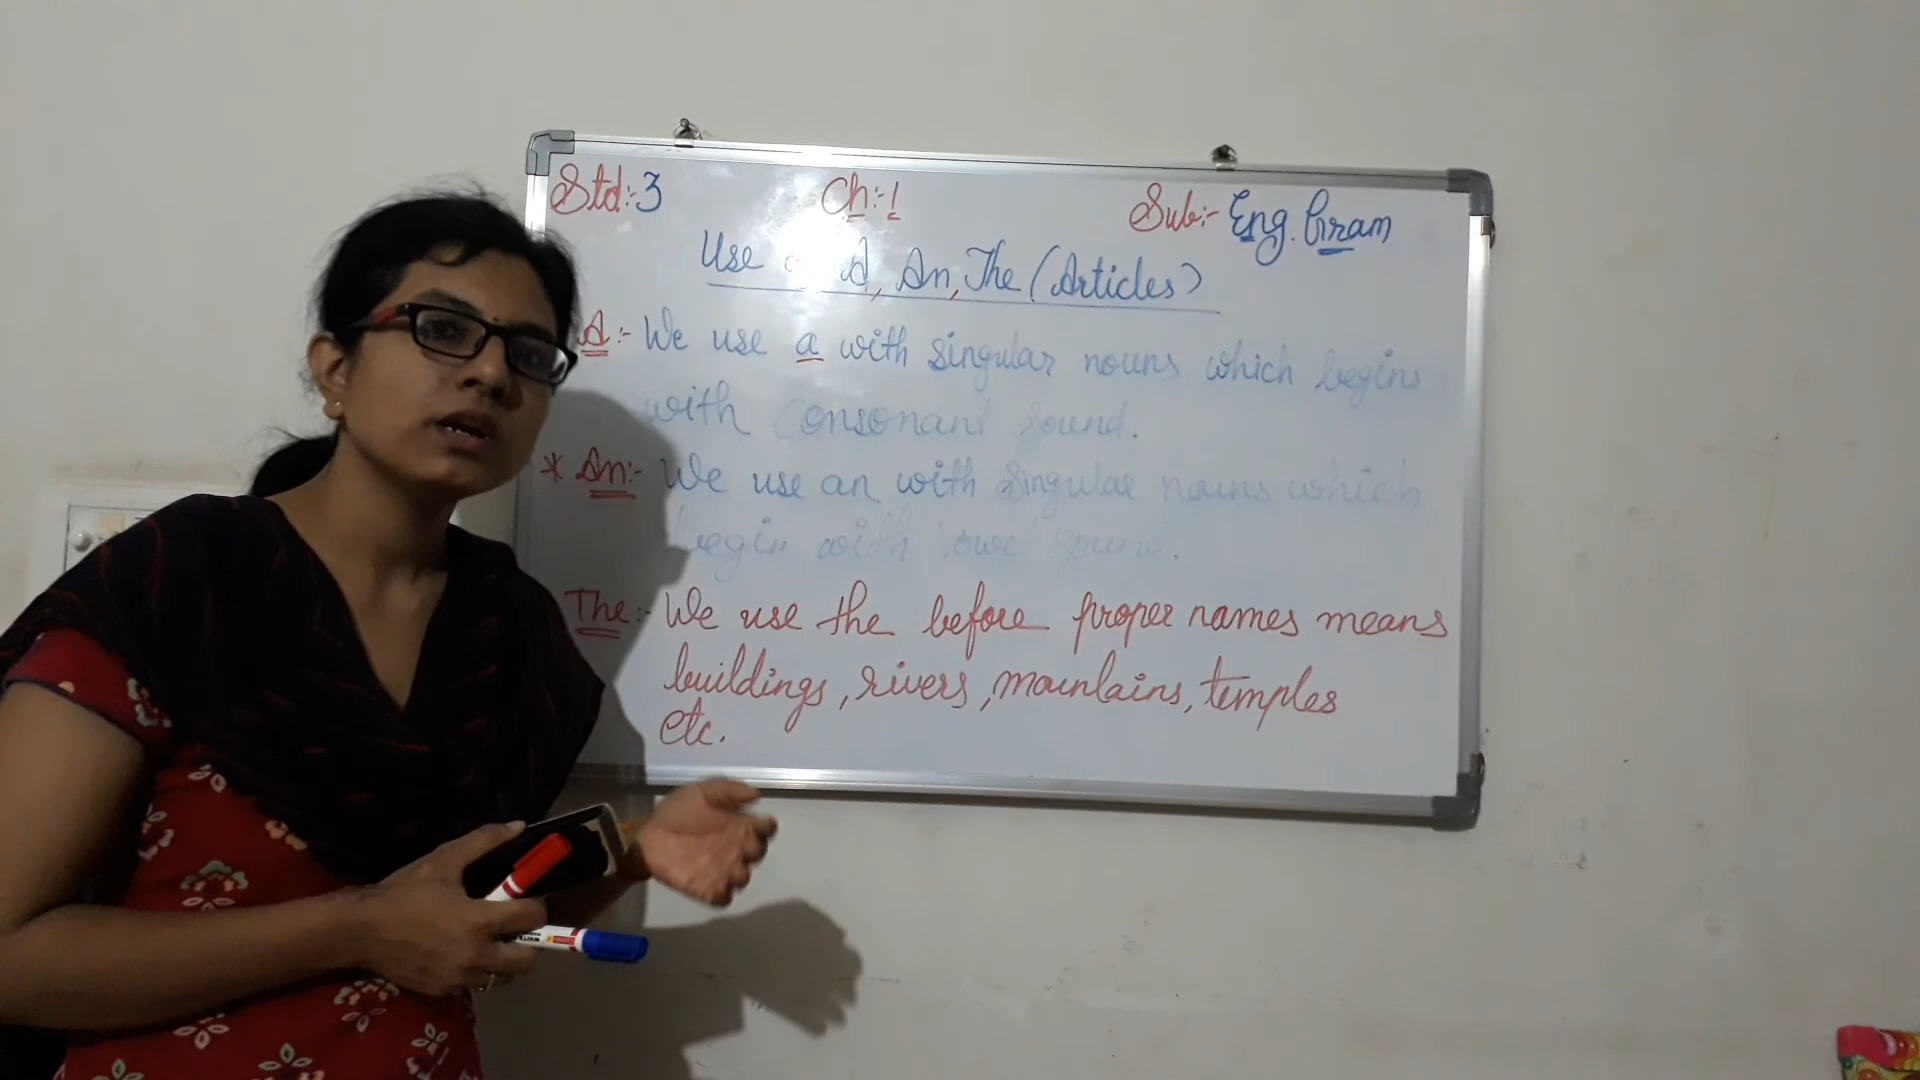 Std:-3 Ch:-1 Sub:- Eng. Gram
Use A, An, The (Articles)
A:- We use a with singular nouns which begins
with consonant sound.
* An:- We use an with singular nouns which
begin with vowel sound.
The:- We use the before proper names means
buildings, rivers, mountains, temples
etc.